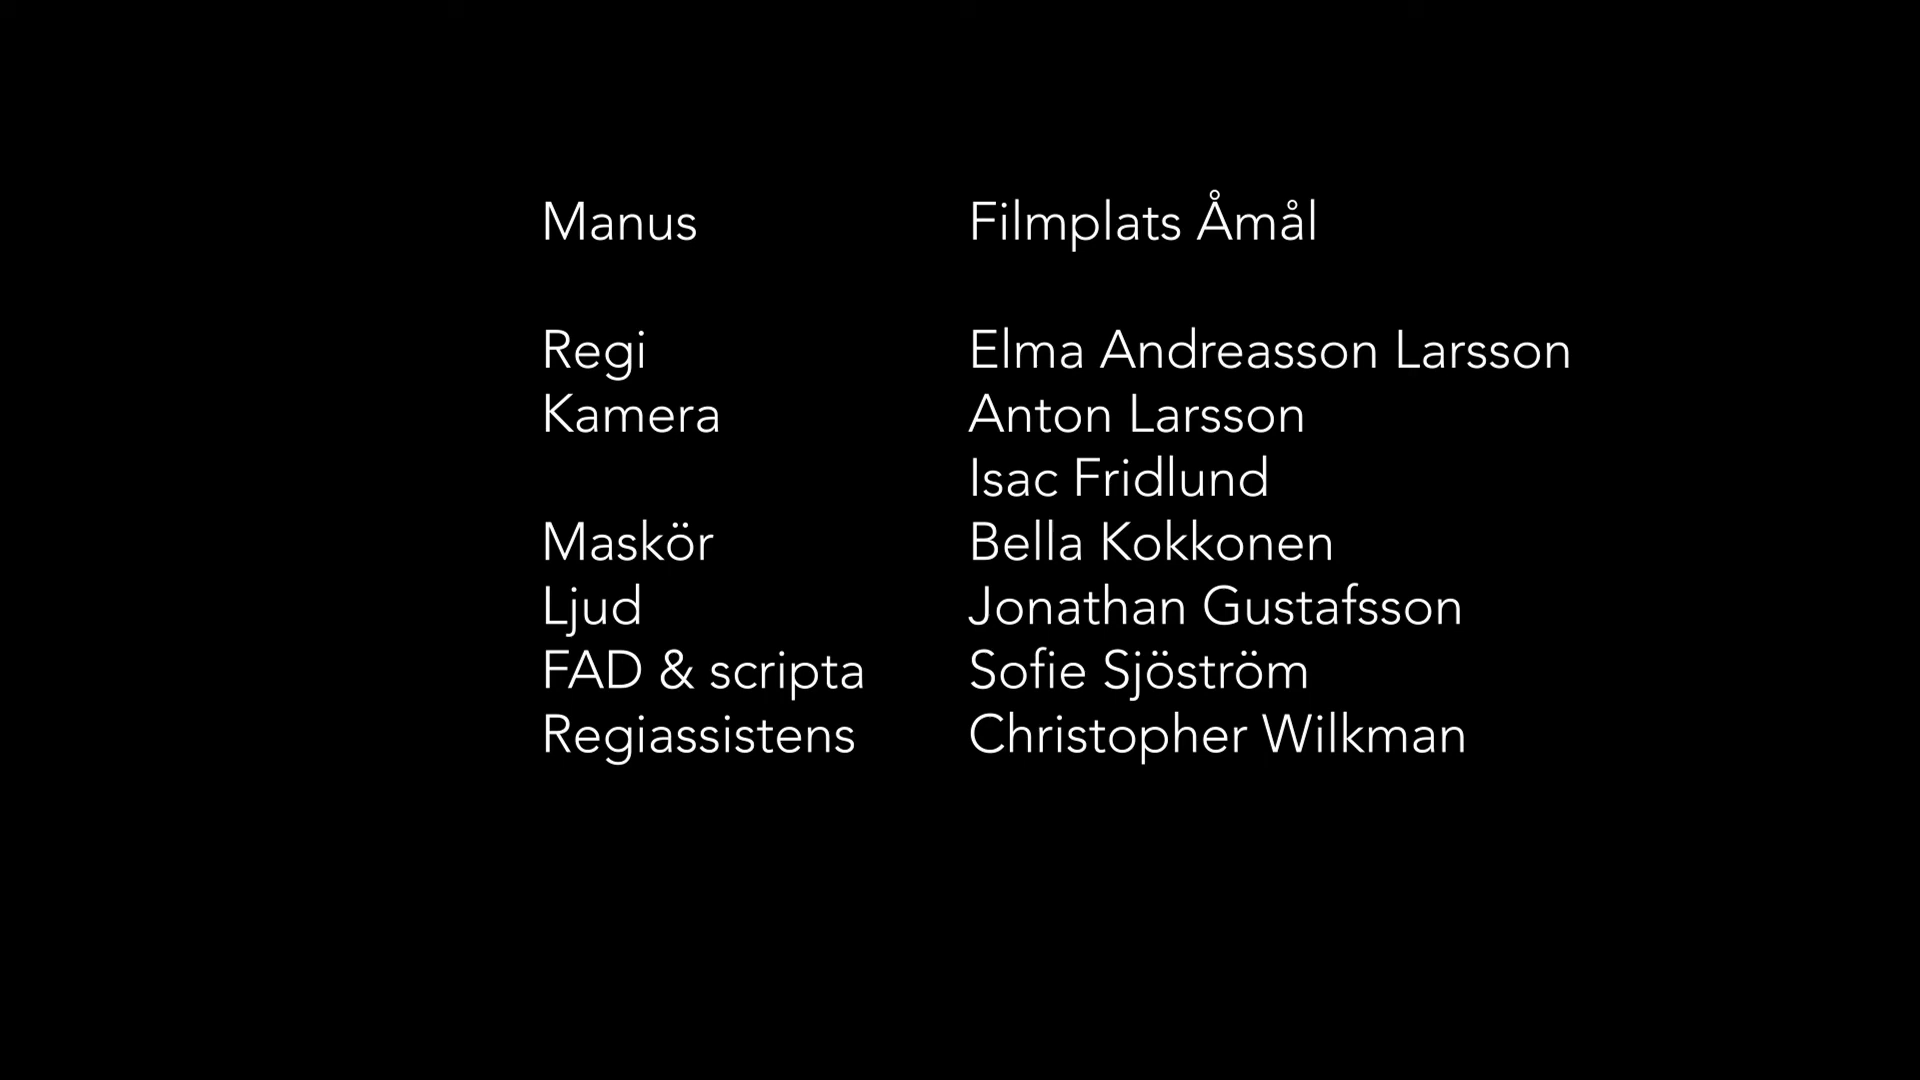 Manus Filmplats Åmål
Regi Elma Andreasson Larsson
Kamera Anton Larsson
Isac Fridlund
Maskör Bella Kokkonen
Ljud Jonathan Gustafsson
FAD & scripta Sofie Sjöström
Regiassistens Christopher Wilkman